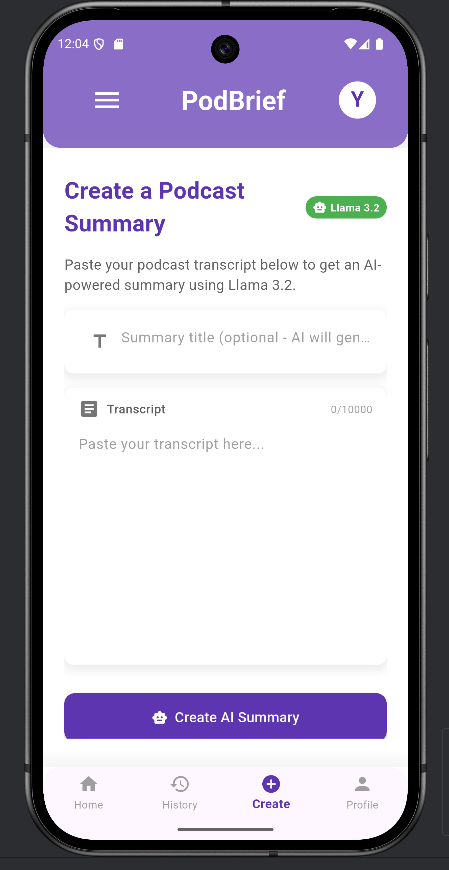 12:04
PodBrief
Y
Create a Podcast
Summary
Llama 3.2
Paste your podcast transcript below to get an AI-
powered summary using Llama 3.2.
Summary title (optional - AI will gen...
Transcript
0/10000
Paste your transcript here...
Create AI Summary
Home
History
Create
Profile